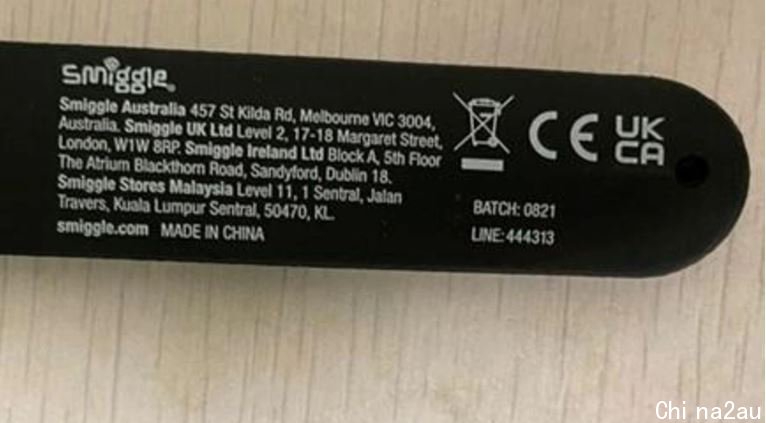 smiggle
Smiggle Australia 457 St Kilda Rd, Melbourne VIC 3004,
Australia. Smiggle UK Ltd Level 2, 17-18 Margaret Street,
London, W1W 8RP. Smiggle Ireland Ltd Block A, 5th Floor
The Atrium Blackthorn Road, Sandyford, Dublin 18.
Smiggle Stores Malaysia Level 11, 1 Sentral, Jalan
Travers, Kuala Lumpur Sentral, 50470, KL.
smiggle.com MADE IN CHINA
CE
UK
CA
BATCH: 0821
LINE: 444313
Chi na2au